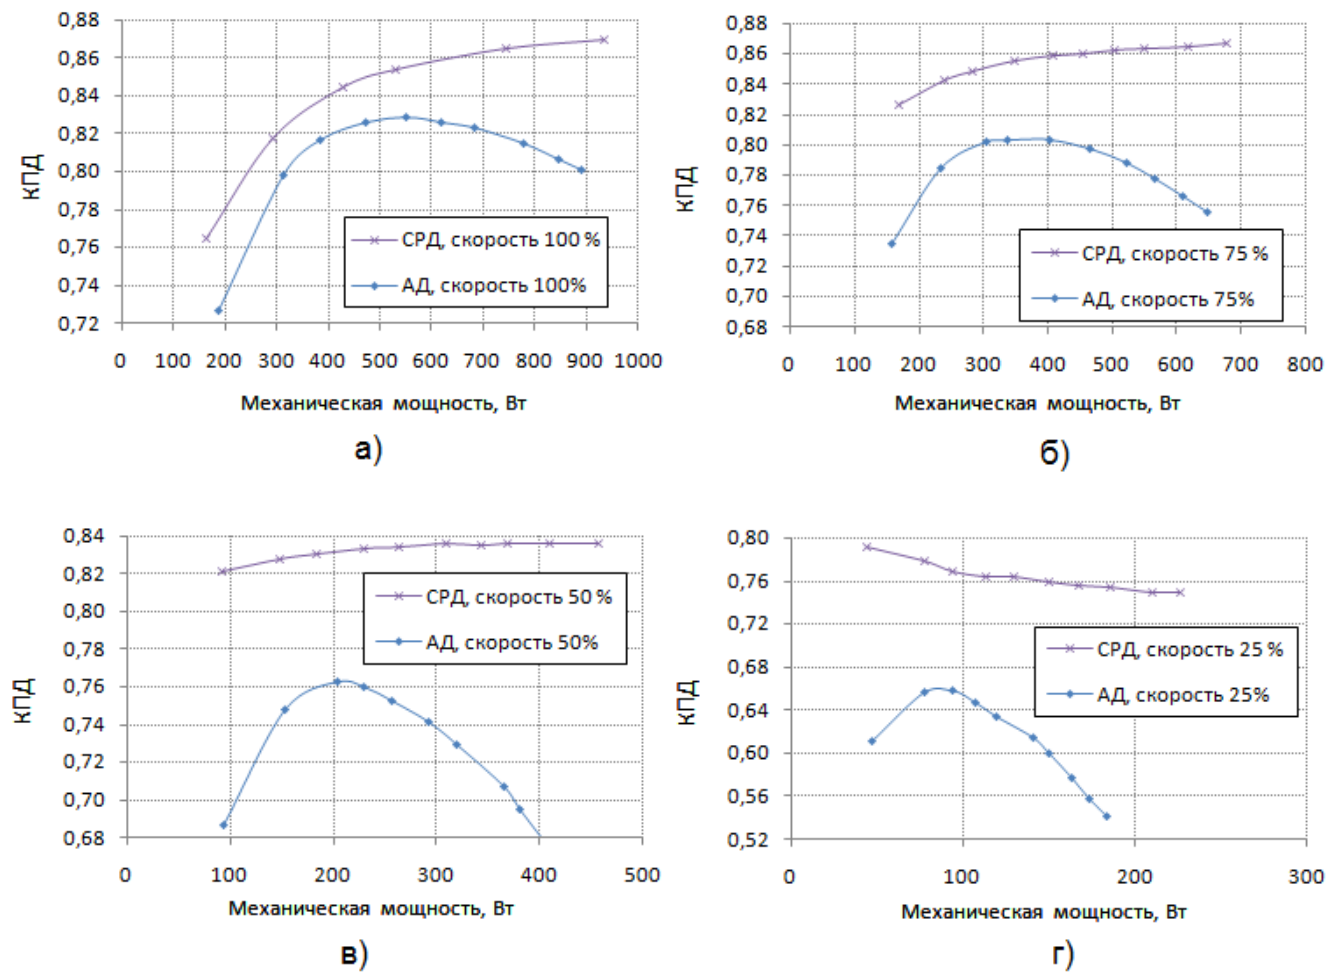 0,88
0,86
0,84
0,82
0,80
0,78
0,76
0,74
0,72
кпд
0 100 200 300 400 500 600 700 800 900 1000
СРД, скорость 100 %
АД, скорость 100%
Механическая мощность, Вт
а)
0,88
0,86
0,84
0,82
0,80
0,78
0,76
0,74
0,72
0,70
0,68
кпд
0 100 200 300 400 500 600 700 800
СРД, скорость 75 %
АД, скорость 75%
Механическая мощность, Вт
б)
0,84
0,82
0,80
0,78
0,76
0,74
0,72
0,70
0,68
кпд
0 100 200 300 400 500
СРД, скорость 50 %
АД, скорость 50%
Механическая мощность, Вт
в)
0,80
0,76
0,72
0,68
0,64
0,60
0,56
0,52
кпд
0 100 200 300
СРД, скорость 25 %
АД, скорость 25%
Механическая мощность, Вт
г)